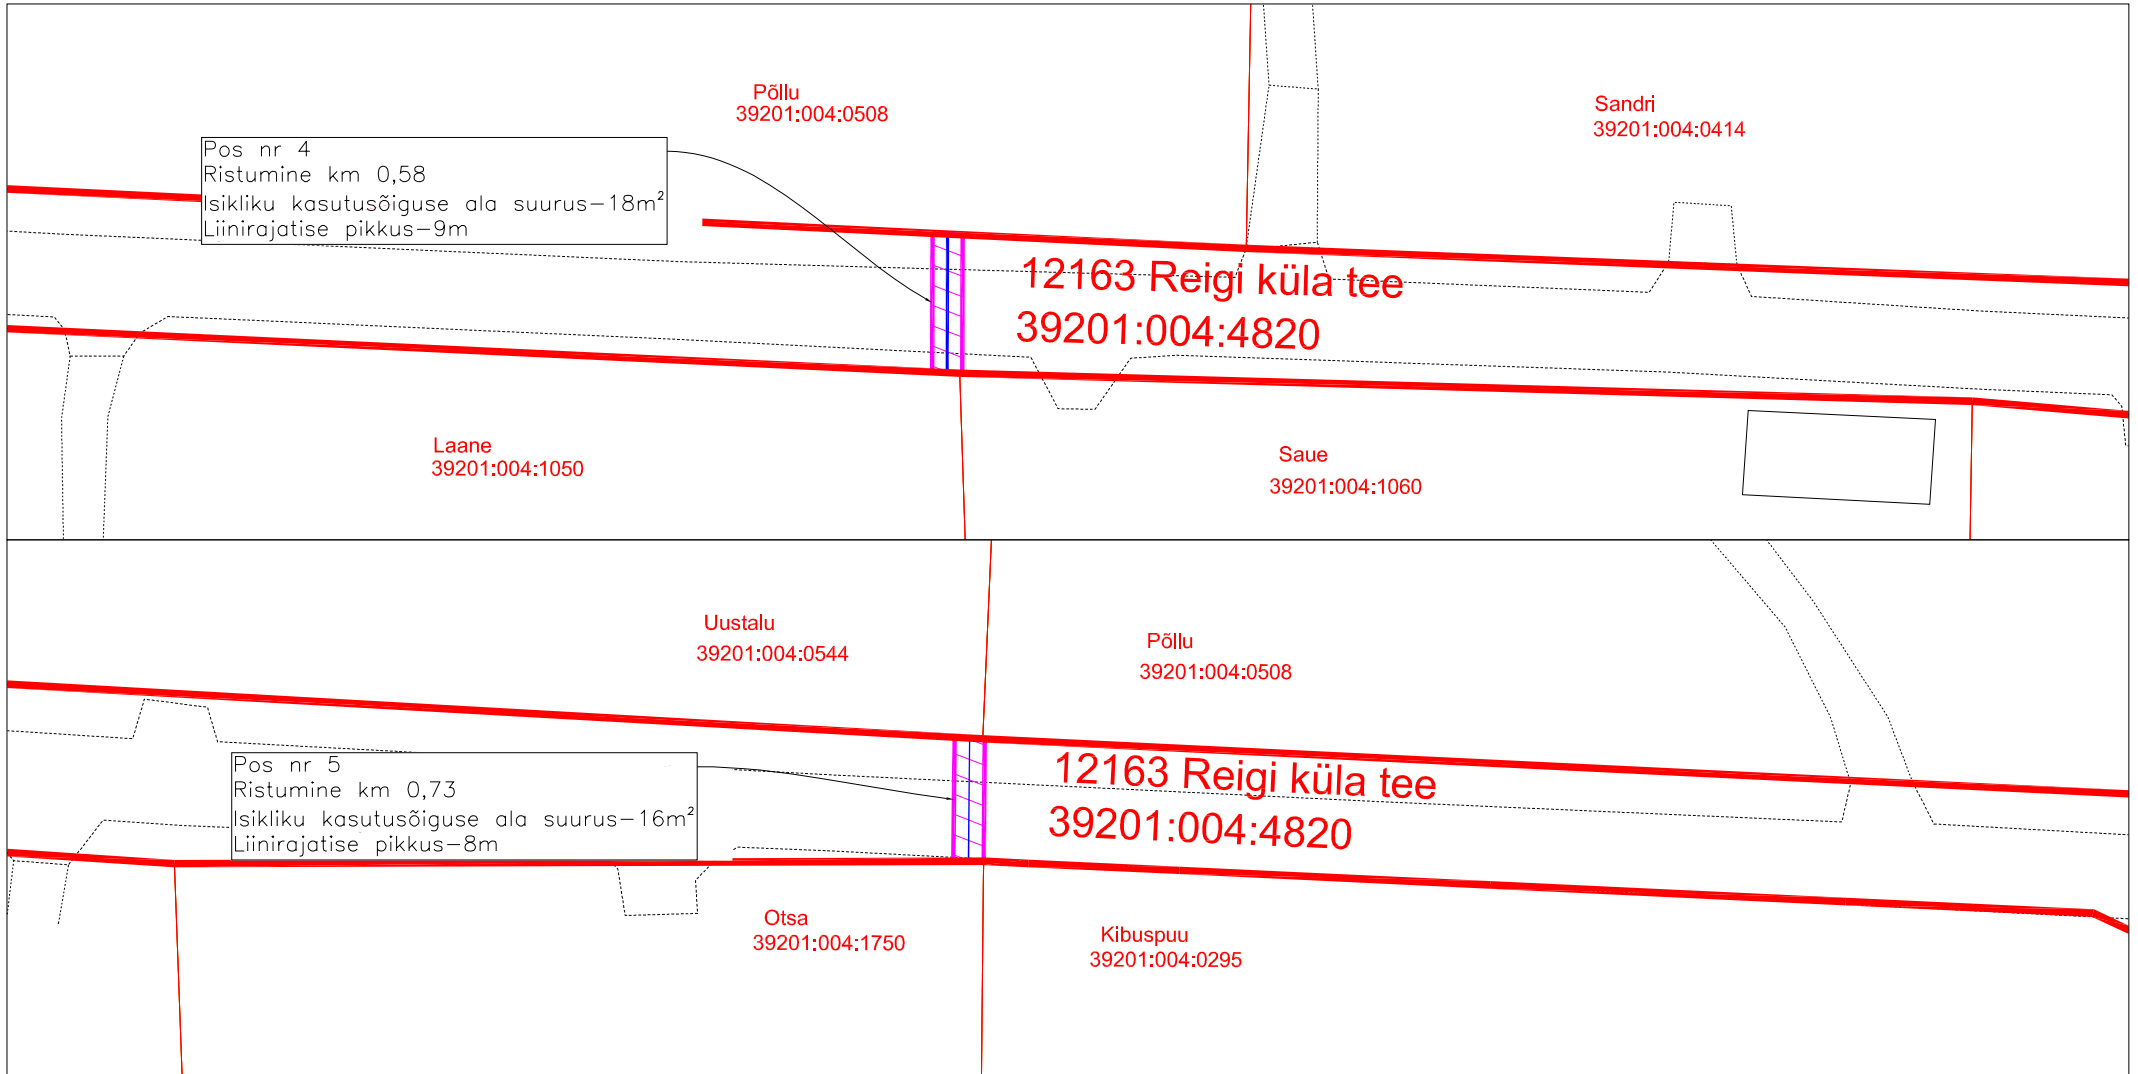 Põllu
39201:004:0508
Sandri
39201:004:0414
Pos nr 4
Ristumine km 0,58
Isikliku kasutusõiguse ala suurus-18m²
Liinirajatise pikkus-9m
12163 Reigi küla tee
39201:004:4820
Laane
39201:004:1050
Saue
39201:004:1060
Uustalu
39201:004:0544
Põllu
39201:004:0508
Pos nr 5
Ristumine km 0,73
Isikliku kasutusõiguse ala suurus-16m²
Liinirajatise pikkus-8m
12163 Reigi küla tee
39201:004:4820
Otsa
39201:004:1750
Kibuspuu
39201:004:0295